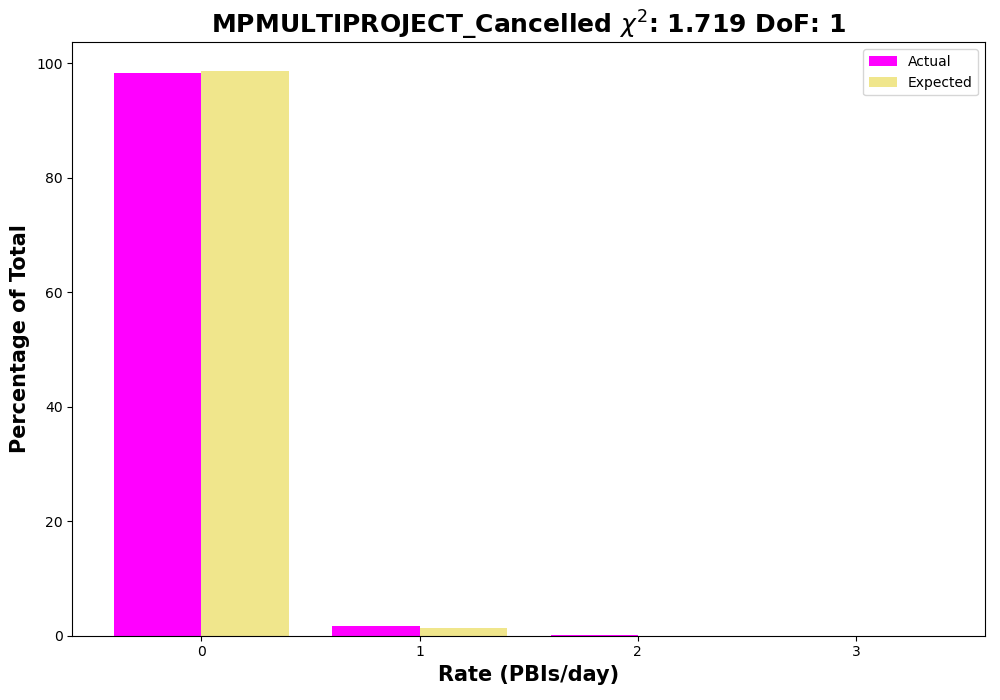 MPMULTIPROJECT_Cancelled χ²: 1.719 DoF: 1
Actual
Expected
Percentage of Total
100
80
60
40
20
0
0 1 2 3
Rate (PBIs/day)